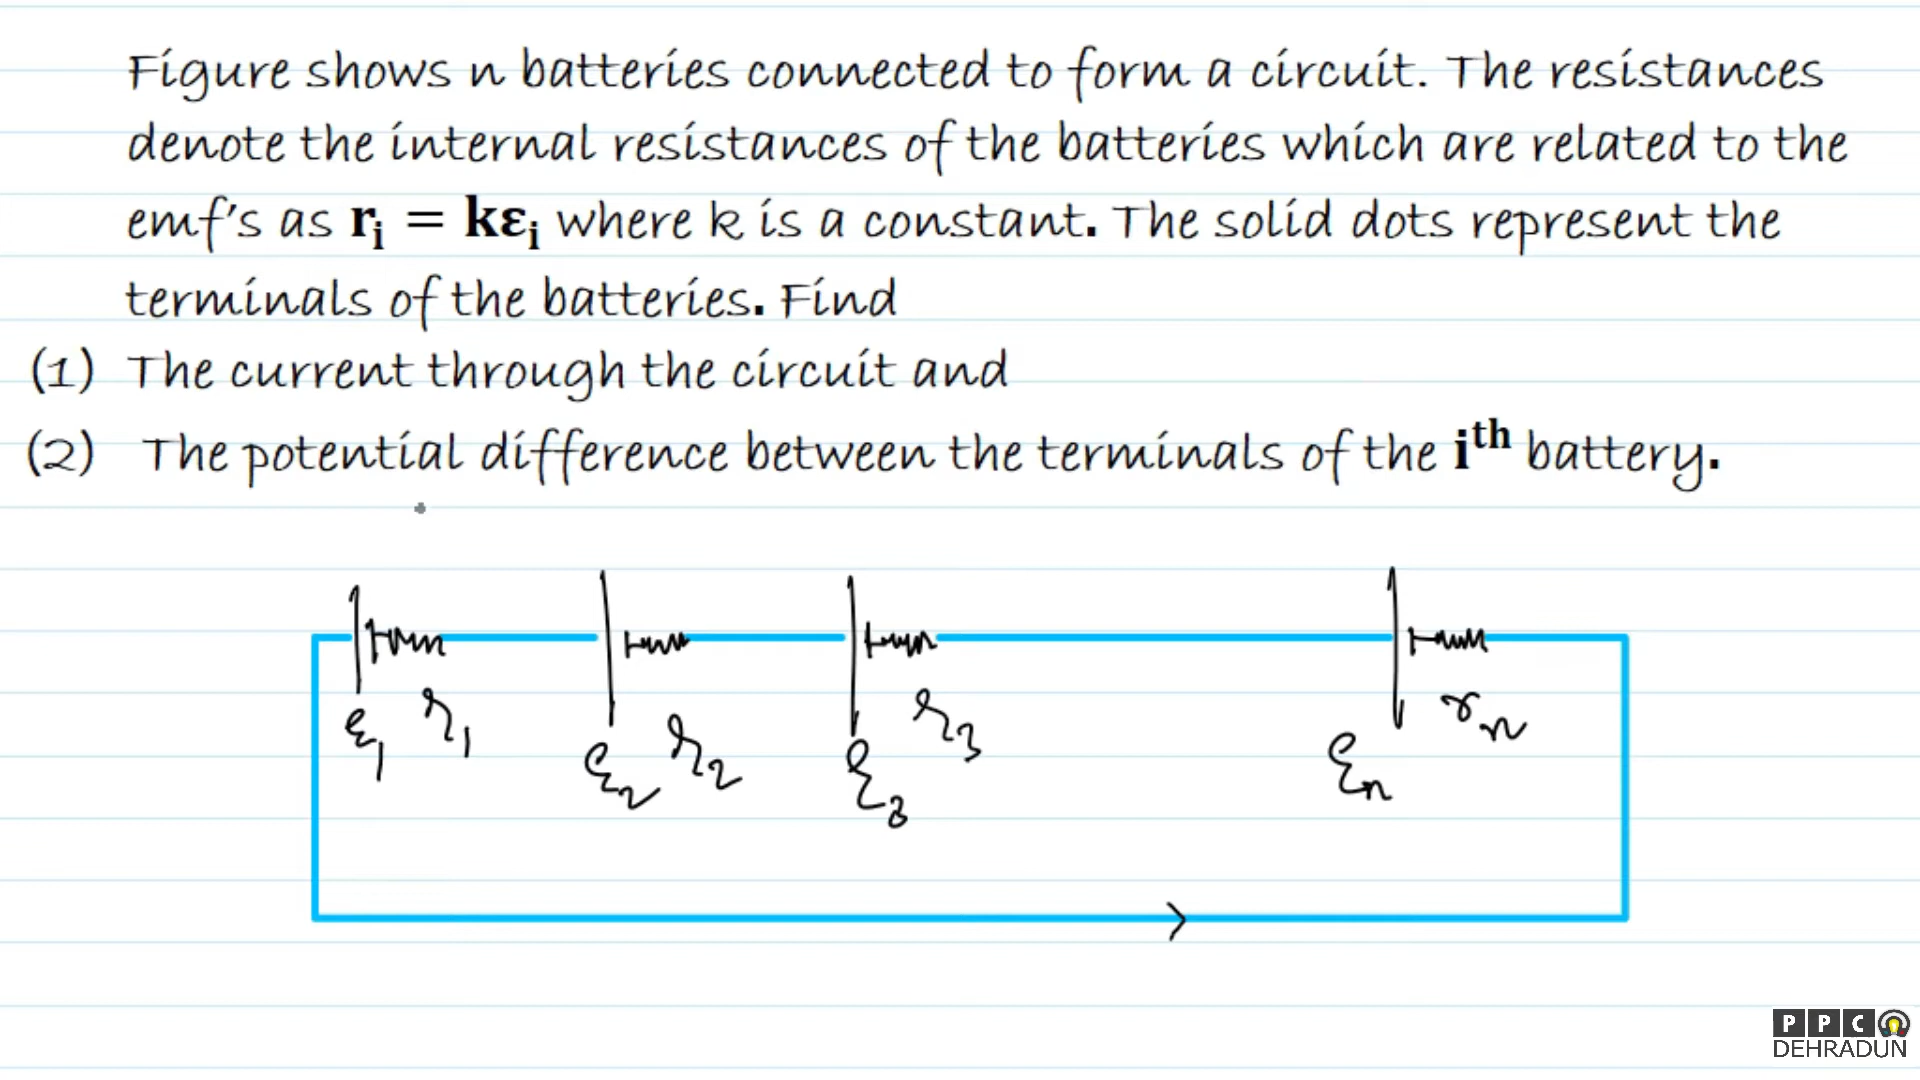 Figure shows n batteries connected to form a circuit. The resistances
denote the internal resistances of the batteries which are related to the
emf's as rᵢ = kεᵢ where k is a constant. The solid dots represent the
terminals of the batteries. Find
(1) The current through the circuit and
(2) The potential difference between the terminals of the iᵗʰ battery.
ε₁ r₁ ε₂ r₂ ε₃ r₃ εₙ rₙ
PPC
DEHRADUN